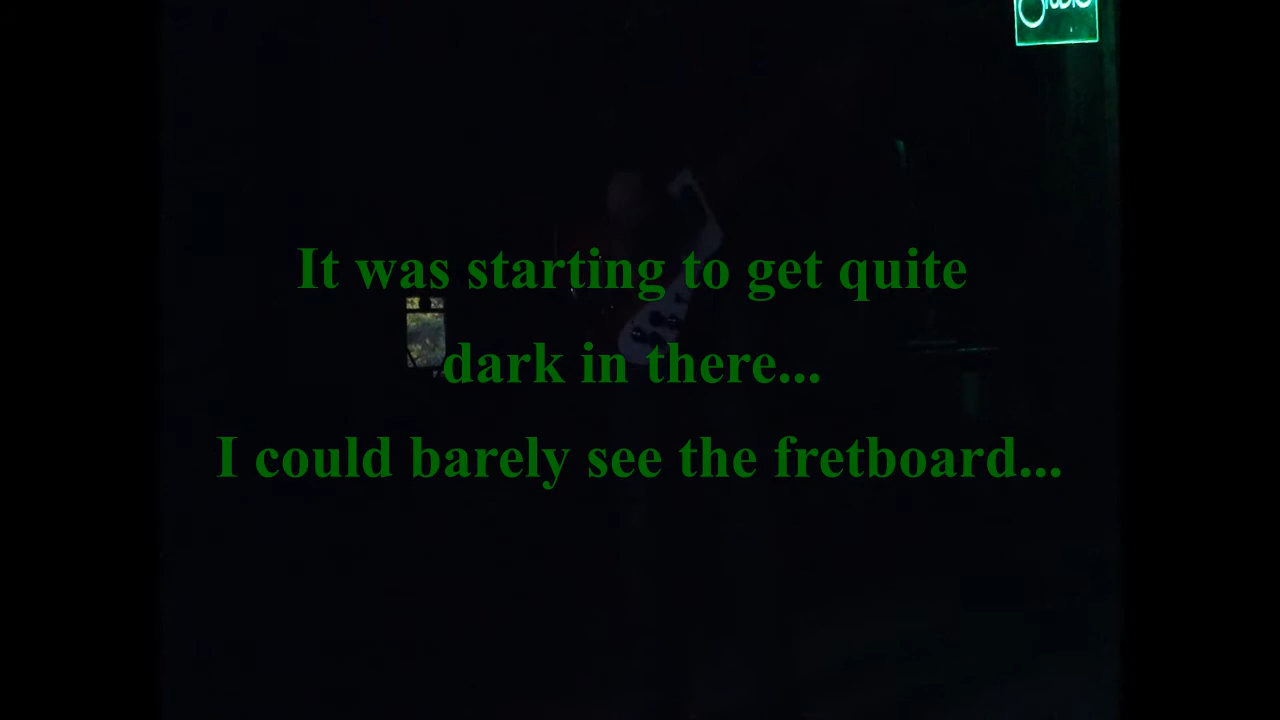 It was starting to get quite
dark in there...
I could barely see the fretboard...